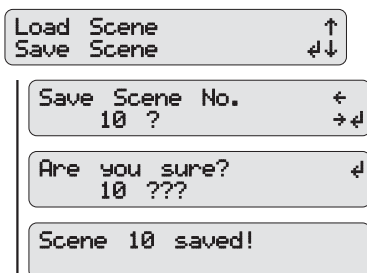 Load Scene ↑
Save Scene ↲↓
Save Scene No. ←
10 ? →↲
Are you sure? ↲
10 ???
Scene 10 saved!